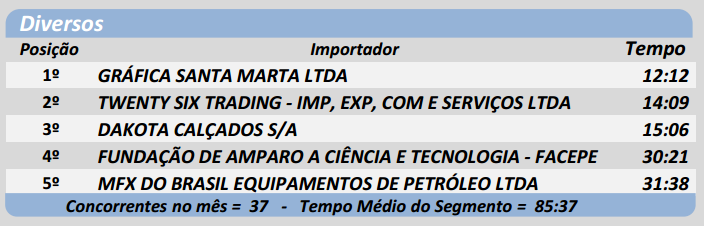 Diversos
Posição Importador Tempo
1º GRÁFICA SANTA MARTA LTDA 12:12
2º TWENTY SIX TRADING - IMP, EXP, COM E SERVIÇOS LTDA 14:09
3º DAKOTA CALÇADOS S/A 15:06
4º FUNDAÇÃO DE AMPARO A CIÊNCIA E TECNOLOGIA - FACEPE 30:21
5º MFX DO BRASIL EQUIPAMENTOS DE PETRÓLEO LTDA 31:38
Concorrentes no mês = 37 - Tempo Médio do Segmento = 85:37